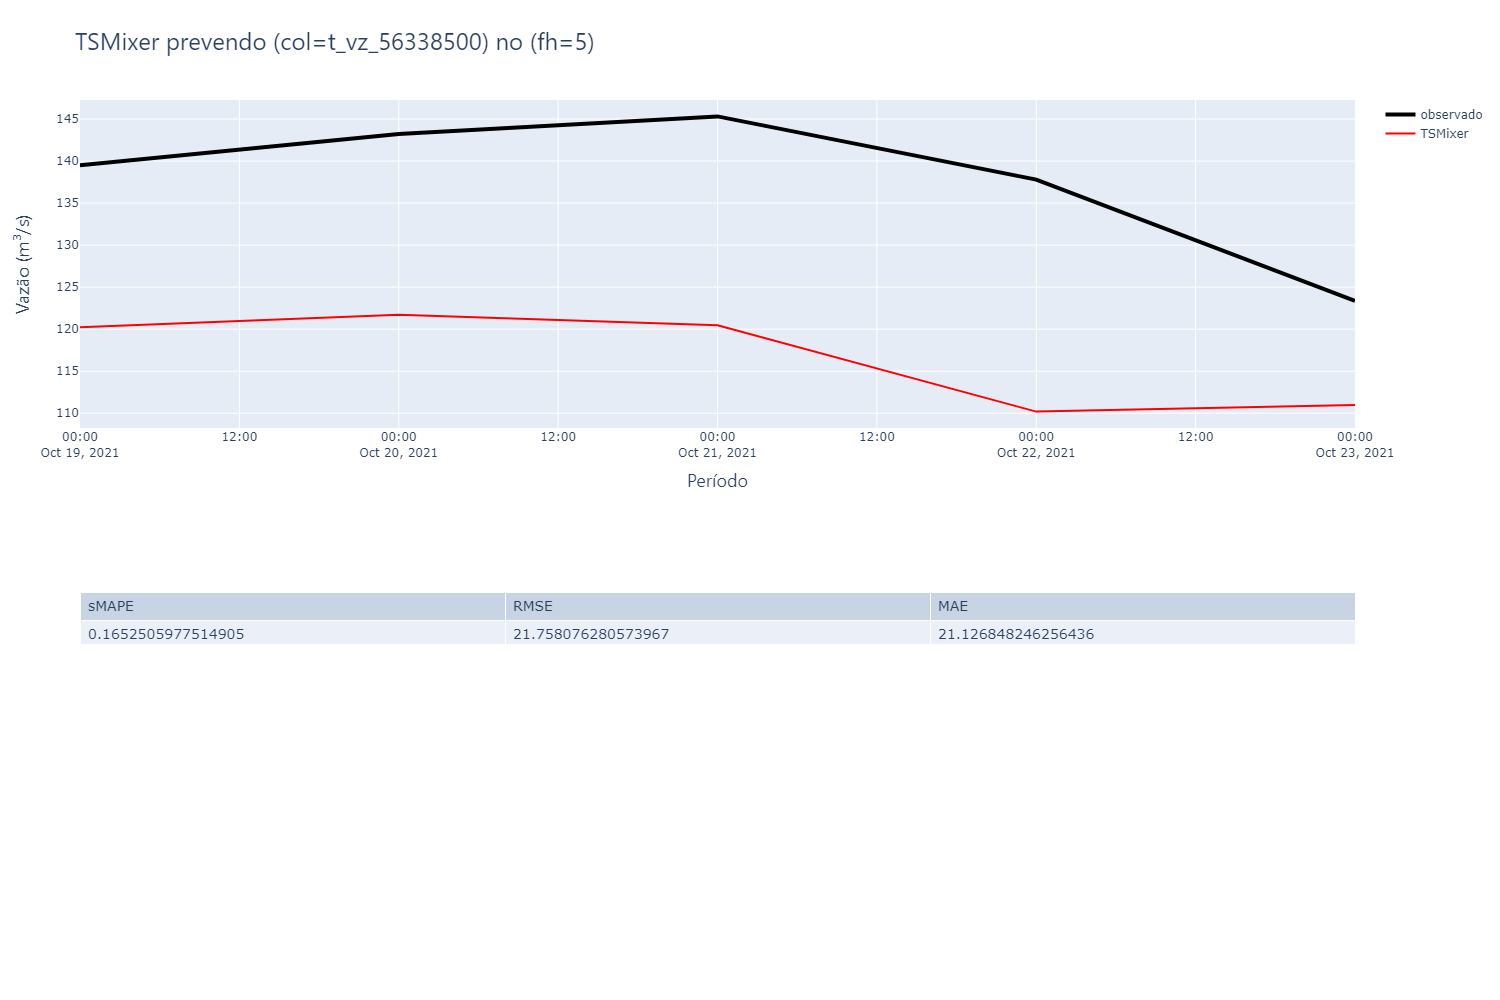 TSMixer prevendo (col=t_vz_56338500) no (fh=5)
observado
TSMixer
Vazão (m³/s)
145
140
135
130
125
120
115
110
00:00 12:00 00:00 12:00 00:00 12:00 00:00 12:00 00:00
Oct 19, 2021 Oct 20, 2021 Oct 21, 2021 Oct 22, 2021 Oct 23, 2021
Período
sMAPE RMSE MAE
0.1652505977514905 21.758076280573967 21.126848246256436